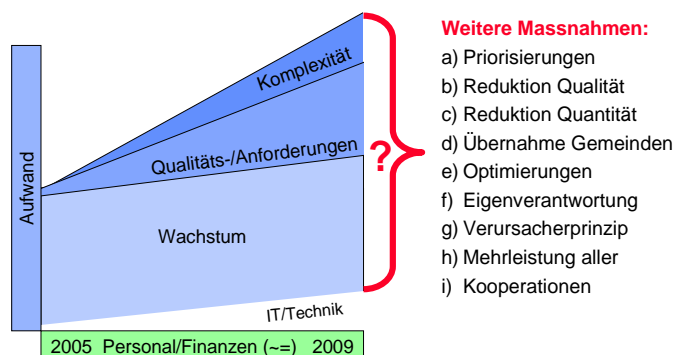 Aufwand
Komplexität
Qualitäts-/Anforderungen
Wachstum
IT/Technik
2005 Personal/Finanzen (~=) 2009
?
Weitere Massnahmen:
a) Priorisierungen
b) Reduktion Qualität
c) Reduktion Quantität
d) Übernahme Gemeinden
e) Optimierungen
f) Eigenverantwortung
g) Verursacherprinzip
h) Mehrleistung aller
i) Kooperationen